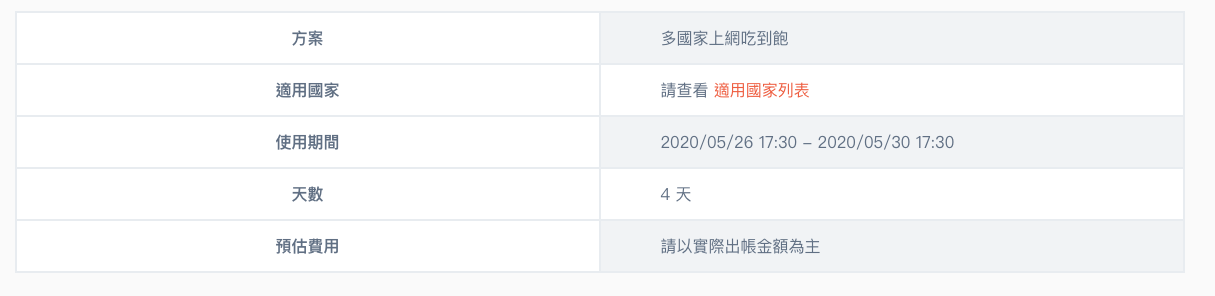 方案 多國家上網吃到飽
適用國家 請查看 適用國家列表
使用期間 2020/05/26 17:30 – 2020/05/30 17:30
天數 4 天
預估費用 請以實際出帳金額為主